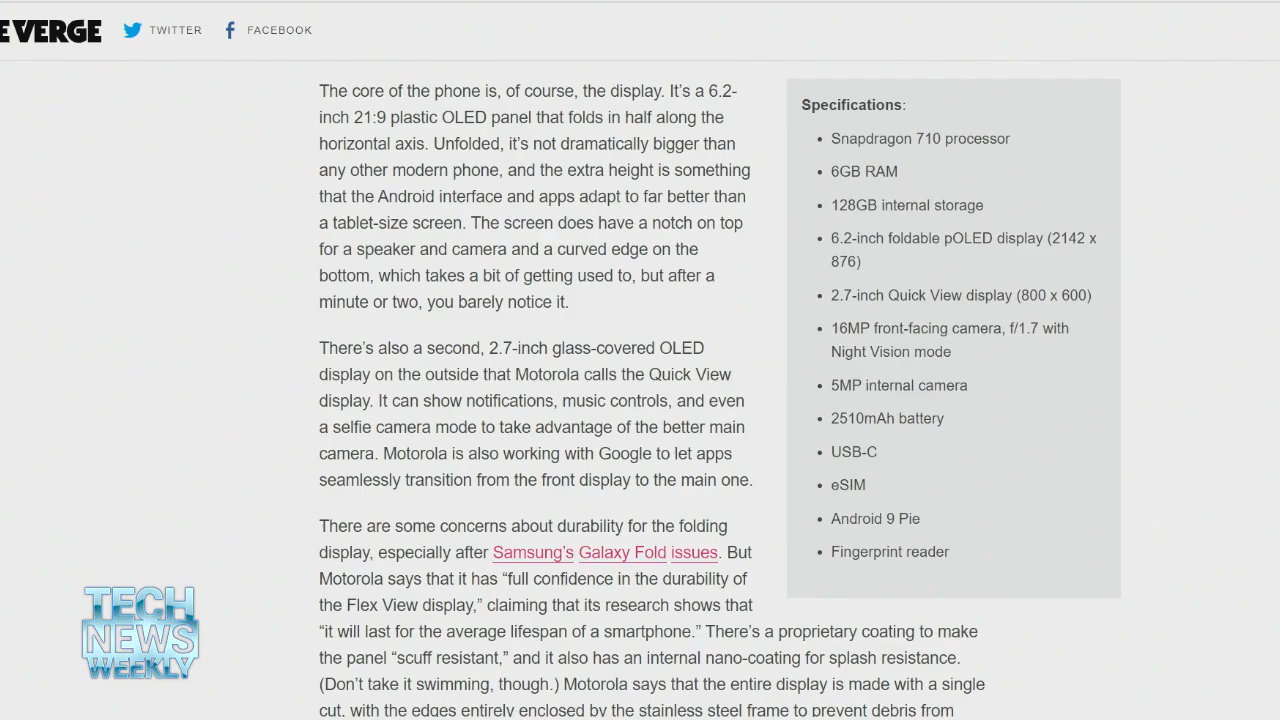 E VERGE TWITTER FACEBOOK
The core of the phone is, of course, the display. It’s a 6.2-
inch 21:9 plastic OLED panel that folds in half along the
horizontal axis. Unfolded, it’s not dramatically bigger than
any other modern phone, and the extra height is something
that the Android interface and apps adapt to far better than
a tablet-size screen. The screen does have a notch on top
for a speaker and camera and a curved edge on the
bottom, which takes a bit of getting used to, but after a
minute or two, you barely notice it.
There’s also a second, 2.7-inch glass-covered OLED
display on the outside that Motorola calls the Quick View
display. It can show notifications, music controls, and even
a selfie camera mode to take advantage of the better main
camera. Motorola is also working with Google to let apps
seamlessly transition from the front display to the main one.
There are some concerns about durability for the folding
display, especially after Samsung’s Galaxy Fold issues. But
Motorola says that it has “full confidence in the durability of
the Flex View display,” claiming that its research shows that
“it will last for the average lifespan of a smartphone.” There’s a proprietary coating to make
the panel “scuff resistant,” and it also has an internal nano-coating for splash resistance.
(Don’t take it swimming, though.) Motorola says that the entire display is made with a single
cut, with the edges entirely enclosed by the stainless steel frame to prevent debris from
Specifications:
• Snapdragon 710 processor
• 6GB RAM
• 128GB internal storage
• 6.2-inch foldable pOLED display (2142 x
876)
• 2.7-inch Quick View display (800 x 600)
• 16MP front-facing camera, f/1.7 with
Night Vision mode
• 5MP internal camera
• 2510mAh battery
• USB-C
• eSIM
• Android 9 Pie
• Fingerprint reader
TECH
NEWS
WEEKLY